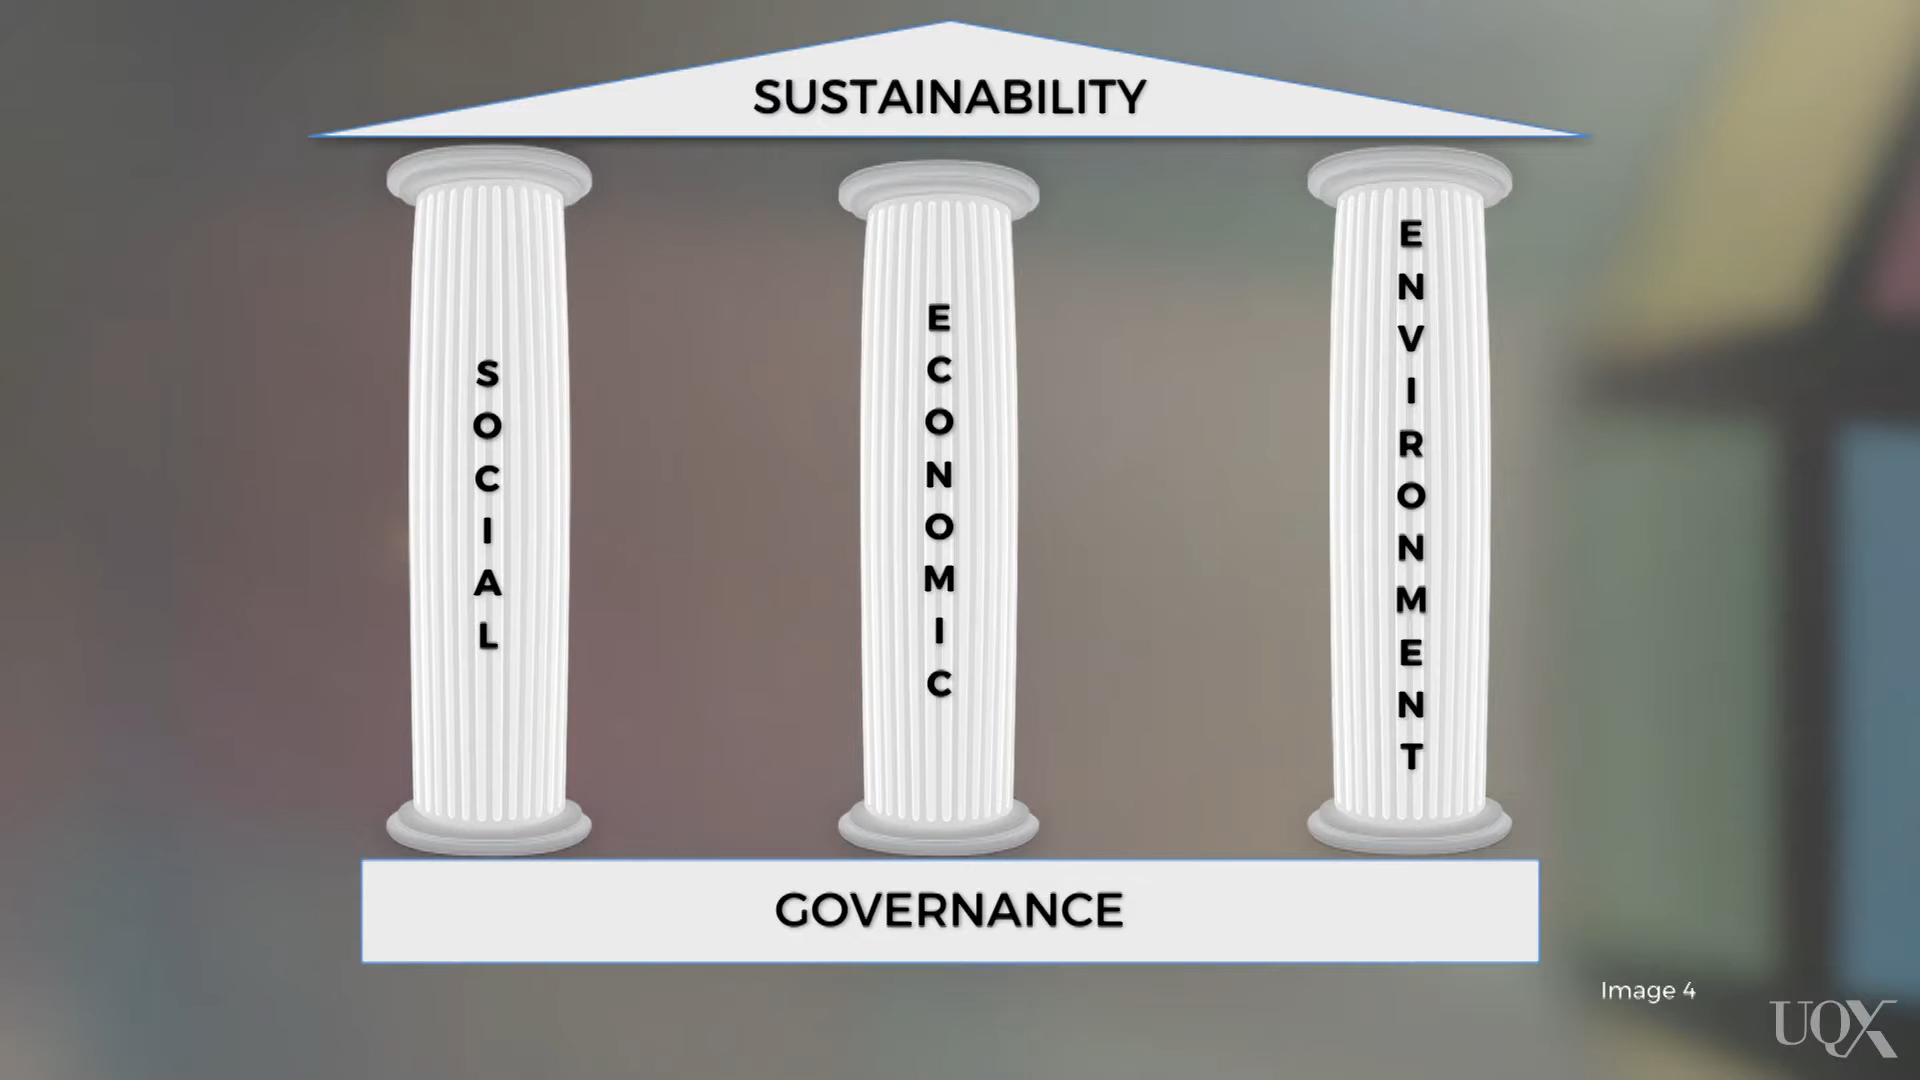 SUSTAINABILITY
SOCIAL
ECONOMIC
ENVIRONMENT
GOVERNANCE
Image 4
UQX